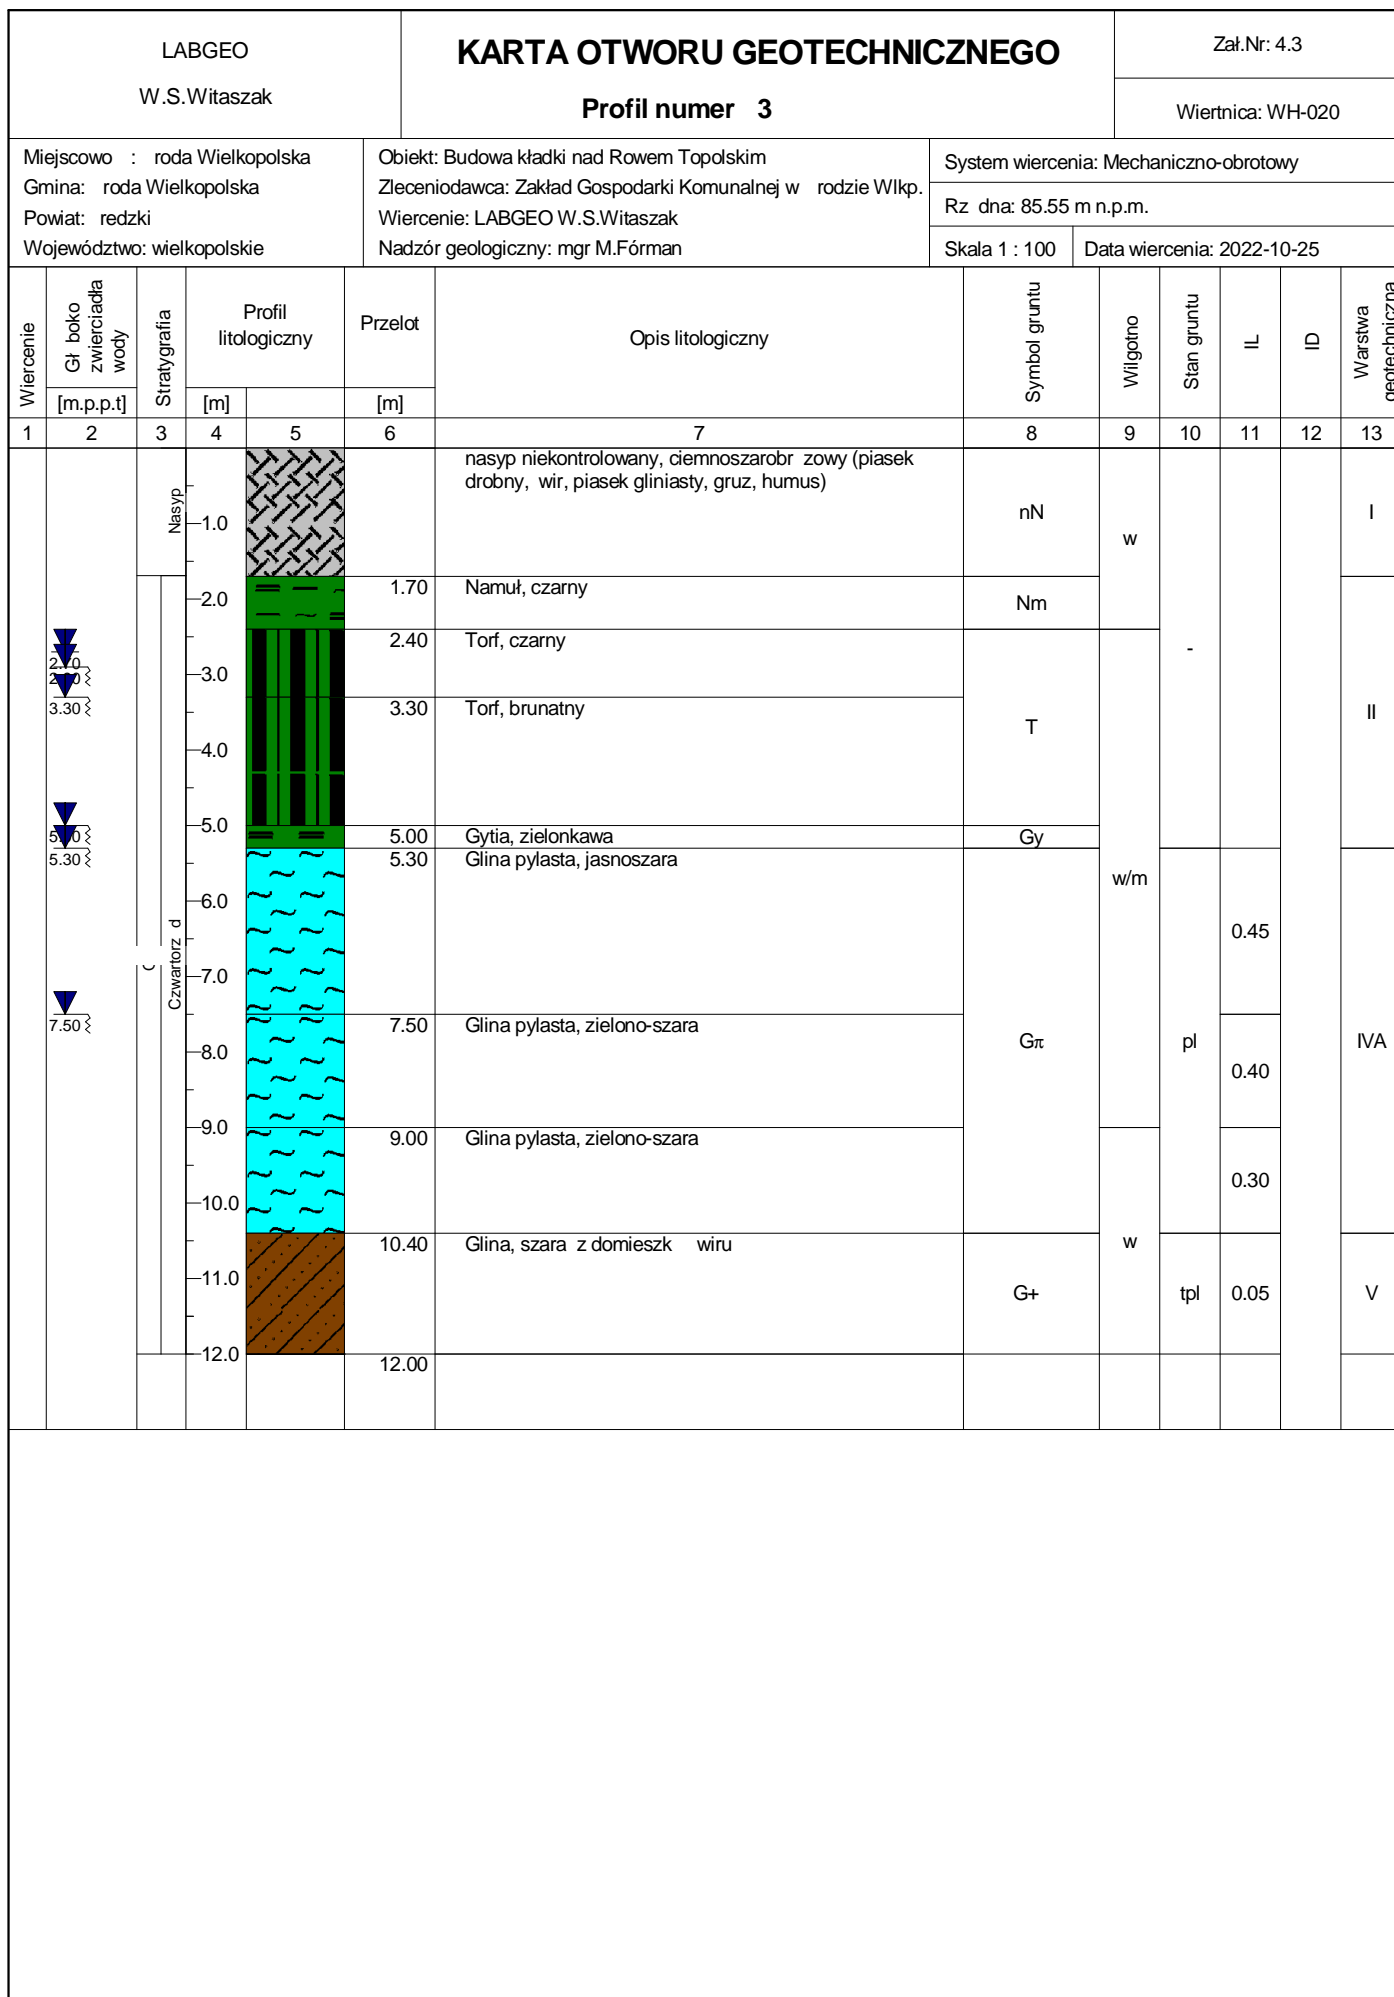 LABGEO
W.S.Witaszak
KARTA OTWORU GEOTECHNICZNEGO
Profil numer 3
Zał.Nr: 4.3
Wiertnica: WH-020
Miejscowo : roda Wielkopolska
Gmina: roda Wielkopolska
Powiat: redzki
Województwo: wielkopolskie
Obiekt: Budowa kładki nad Rowem Topolskim
Zleceniodawca: Zakład Gospodarki Komunalnej w rodzie Wlkp.
Wiercenie: LABGEO W.S.Witaszak
Nadzór geologiczny: mgr M.Fórman
System wiercenia: Mechaniczno-obrotowy
Rz dna: 85.55 m n.p.m.
Skala 1 : 100
Data wiercenia: 2022-10-25
Wiercenie
Gł boko
zwierciadła
wody
[m.p.p.t]
Stratygrafia
Profil
litologiczny
[m]
Przelot
[m]
Opis litologiczny
Symbol gruntu
Wilgotno
Stan gruntu
IL
ID
Warstwa
geotechniczna
1 2 3 4 5 6 7 8 9 10 11 12 13
nasyp niekontrolowany, ciemnoszarobr zowy (piasek
drobny, wir, piasek gliniasty, gruz, humus)
Nasyp
1.0
nN
w
I
1.70 Namuł, czarny
2.0
Nm
2.40 Torf, czarny
-
2.70
3.0
3.30
3.30 Torf, brunatny
T
II
4.0
5.0
5.00 Gytia, zielonkawa
Gy
5.30
5.30 Glina pylasta, jasnoszara
w/m
6.0
0.45
Czwartorz d
7.0
7.50
7.50 Glina pylasta, zielono-szara
8.0
Gπ
pl
0.40
IVA
9.0
9.00 Glina pylasta, zielono-szara
0.30
10.0
10.40 Glina, szara z domieszk wiru
w
11.0
G+
tpl
0.05
V
12.0
12.00